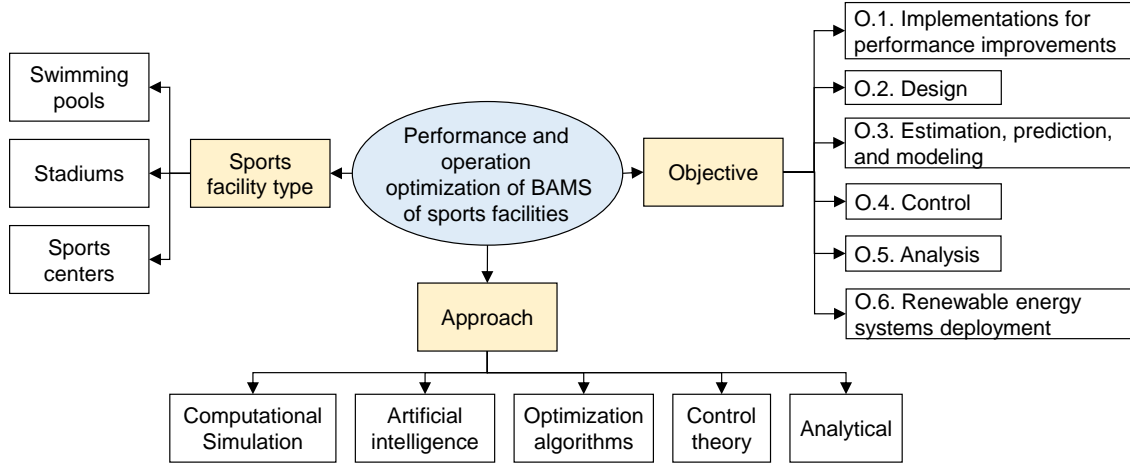 Swimming
pools
Stadiums
Sports
centers
Sports
facility type
Performance and
operation
optimization of BAMS
of sports facilities
Objective
O.1. Implementations for
performance improvements
O.2. Design
O.3. Estimation, prediction,
and modeling
O.4. Control
O.5. Analysis
O.6. Renewable energy
systems deployment
Approach
Computational
Simulation
Artificial
intelligence
Optimization
algorithms
Control
theory
Analytical